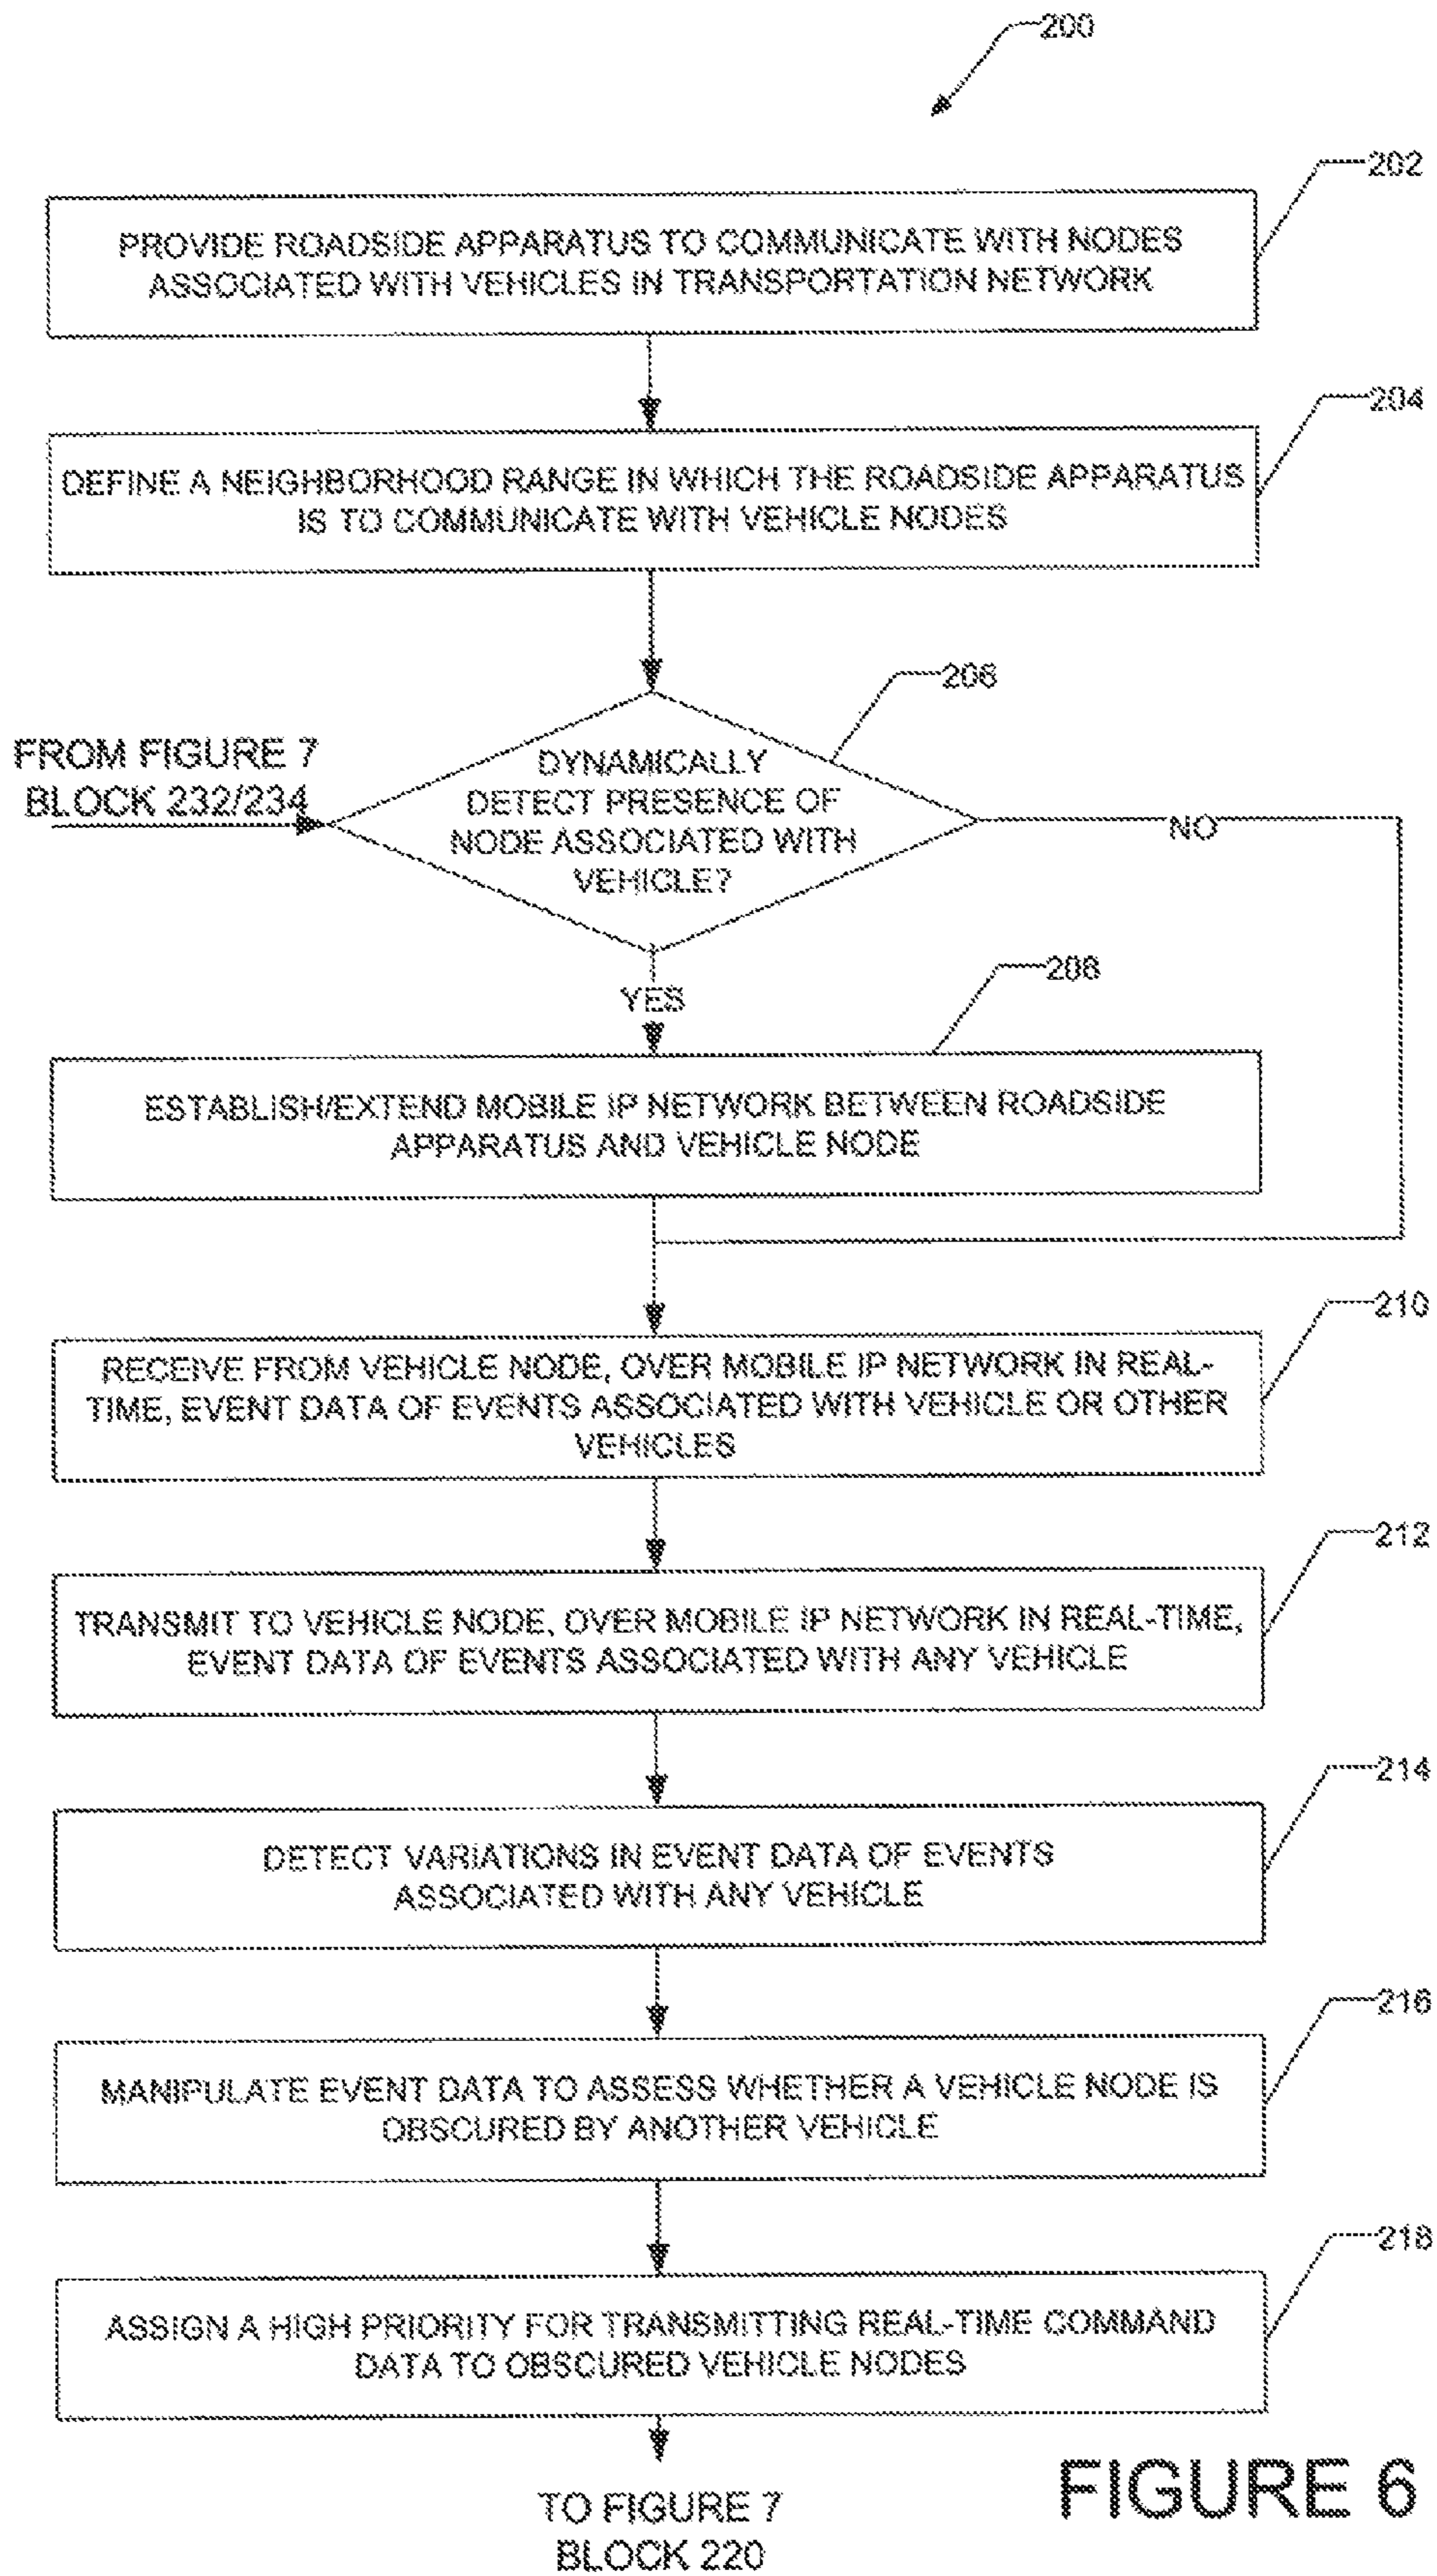 200
202
PROVIDE ROADSIDE APPARATUS TO COMMUNICATE WITH NODES
ASSOCIATED WITH VEHICLES IN TRANSPORTATION NETWORK
204
DEFINE A NEIGHBORHOOD RANGE IN WHICH THE ROADSIDE APPARATUS
IS TO COMMUNICATE WITH VEHICLE NODES
206
FROM FIGURE 7
BLOCK 232/234
DYNAMICALLY
DETECT PRESENCE OF
NODE ASSOCIATED WITH
VEHICLE?
NO
YES
208
ESTABLISH/EXTEND MOBILE IP NETWORK BETWEEN ROADSIDE
APPARATUS AND VEHICLE NODE
210
RECEIVE FROM VEHICLE NODE, OVER MOBILE IP NETWORK IN REAL-
TIME, EVENT DATA OF EVENTS ASSOCIATED WITH VEHICLE OR OTHER
VEHICLES
212
TRANSMIT TO VEHICLE NODE, OVER MOBILE IP NETWORK IN REAL-TIME,
EVENT DATA OF EVENTS ASSOCIATED WITH ANY VEHICLE
214
DETECT VARIATIONS IN EVENT DATA OF EVENTS
ASSOCIATED WITH ANY VEHICLE
216
MANIPULATE EVENT DATA TO ASSESS WHETHER A VEHICLE NODE IS
OBSCURED BY ANOTHER VEHICLE
218
ASSIGN A HIGH PRIORITY FOR TRANSMITTING REAL-TIME COMMAND
DATA TO OBSCURED VEHICLE NODES
TO FIGURE 7
BLOCK 220
FIGURE 6